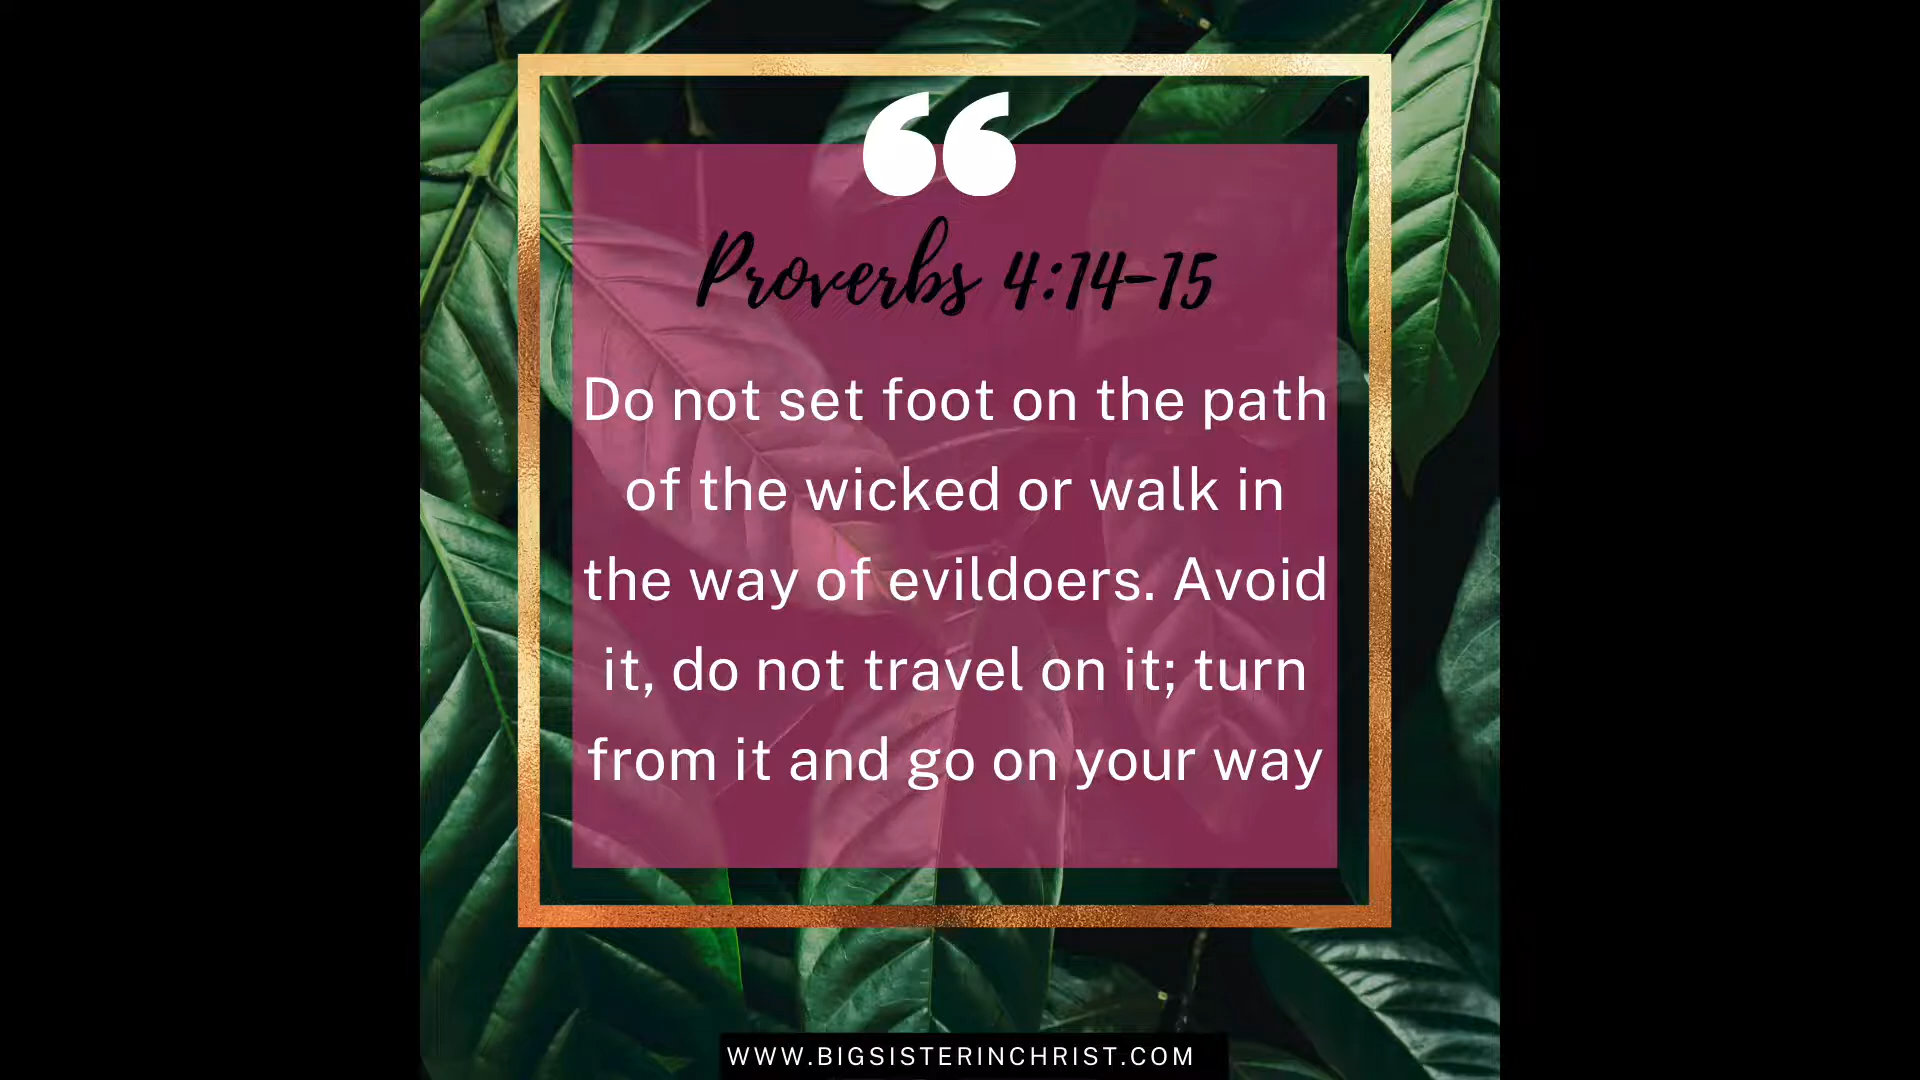 “
Proverbs 4:14-15
Do not set foot on the path
of the wicked or walk in
the way of evildoers. Avoid
it, do not travel on it; turn
from it and go on your way
WWW.BIGSISTERINCHRIST.COM